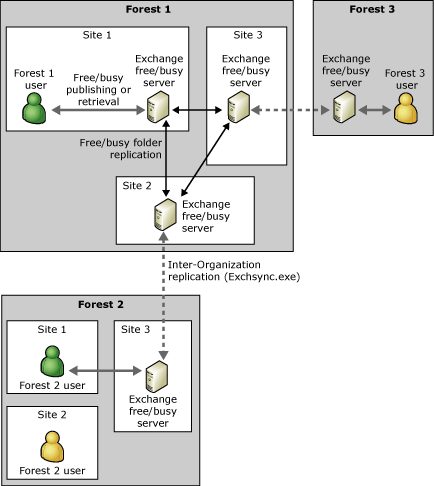 Forest 1
Site 1
Forest 1
user
Free/busy
publishing or
retrieval
Exchange
free/busy
server
Site 3
Exchange
free/busy
server
Free/busy folder
replication
Site 2
Exchange
free/busy
server
Forest 3
Exchange
free/busy
server
Forest 3
user
Inter-Organization
replication (Exchsync.exe)
Forest 2
Site 1
Forest 2 user
Site 3
Exchange
free/busy
server
Site 2
Forest 2 user